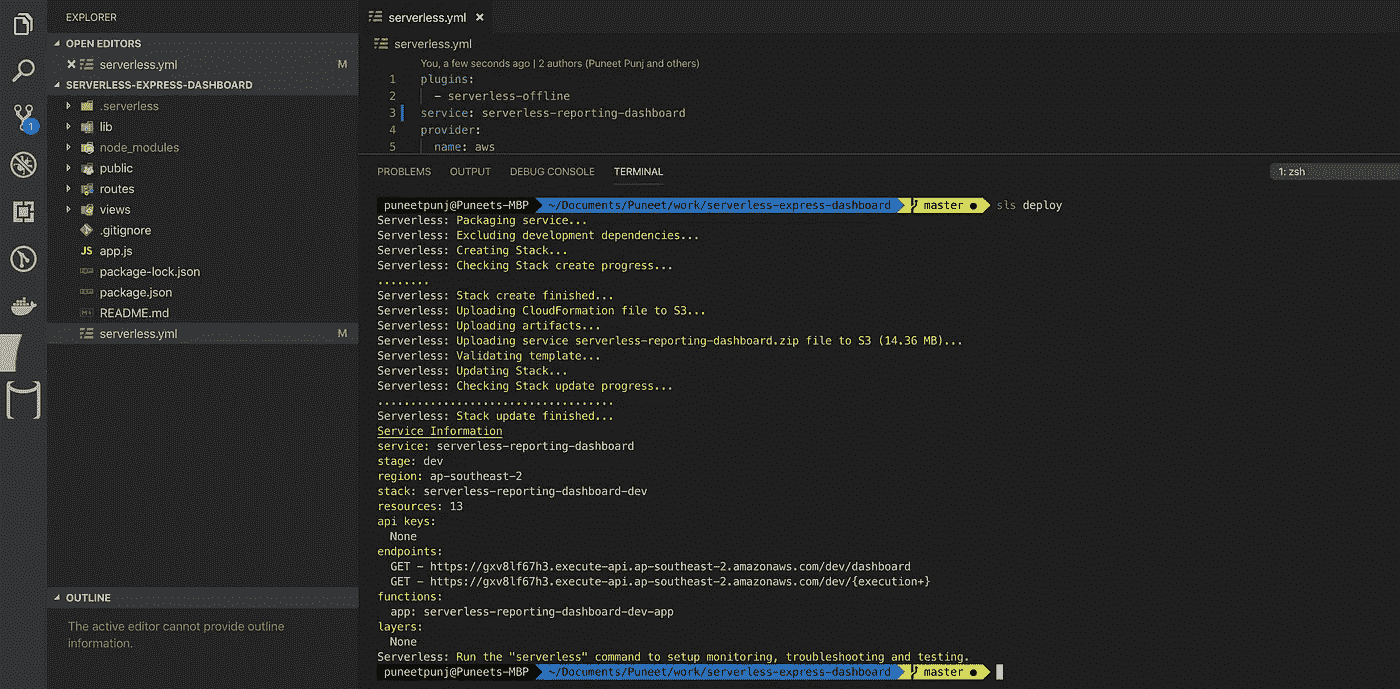 EXPLORER
OPEN EDITORS
serverless.yml M
SERVERLESS-EXPRESS-DASHBOARD
.serverless
lib
node_modules
public
routes
views
.gitignore
JS app.js
package-lock.json
package.json
README.md
serverless.yml M
OUTLINE
The active editor cannot provide outline
information.
1
serverless.yml
serverless.yml
You, a few seconds ago | 2 authors (Puneet Punj and others)
1 plugins:
2 - serverless-offline
3 service: serverless-reporting-dashboard
4 provider:
5 name: aws
PROBLEMS OUTPUT DEBUG CONSOLE TERMINAL 1: zsh
puneetpunj@Puneets-MBP ~/Documents/Puneet/work/serverless-express-dashboard master ● sls deploy
Serverless: Packaging service...
Serverless: Excluding development dependencies...
Serverless: Creating Stack...
Serverless: Checking Stack create progress...
........
Serverless: Stack create finished...
Serverless: Uploading CloudFormation file to S3...
Serverless: Uploading artifacts...
Serverless: Uploading service serverless-reporting-dashboard.zip file to S3 (14.36 MB)...
Serverless: Validating template...
Serverless: Updating Stack...
Serverless: Checking Stack update progress...
....................................
Serverless: Stack update finished...
Service Information
service: serverless-reporting-dashboard
stage: dev
region: ap-southeast-2
stack: serverless-reporting-dashboard-dev
resources: 13
api keys:
None
endpoints:
GET - https://gxv8lf67h3.execute-api.ap-southeast-2.amazonaws.com/dev/dashboard
GET - https://gxv8lf67h3.execute-api.ap-southeast-2.amazonaws.com/dev/{execution+}
functions:
app: serverless-reporting-dashboard-dev-app
layers:
None
Serverless: Run the "serverless" command to setup monitoring, troubleshooting and testing.
puneetpunj@Puneets-MBP ~/Documents/Puneet/work/serverless-express-dashboard master ●